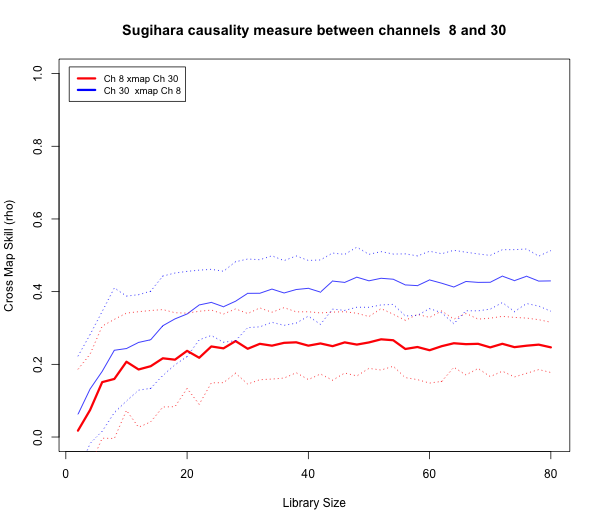 Sugihara causality measure between channels  8 and 30
Ch 8 xmap Ch 30
Ch 30  xmap Ch 8
Cross Map Skill (rho)
1.0
0.8
0.6
0.4
0.2
0.0
0 20 40 60 80
Library Size